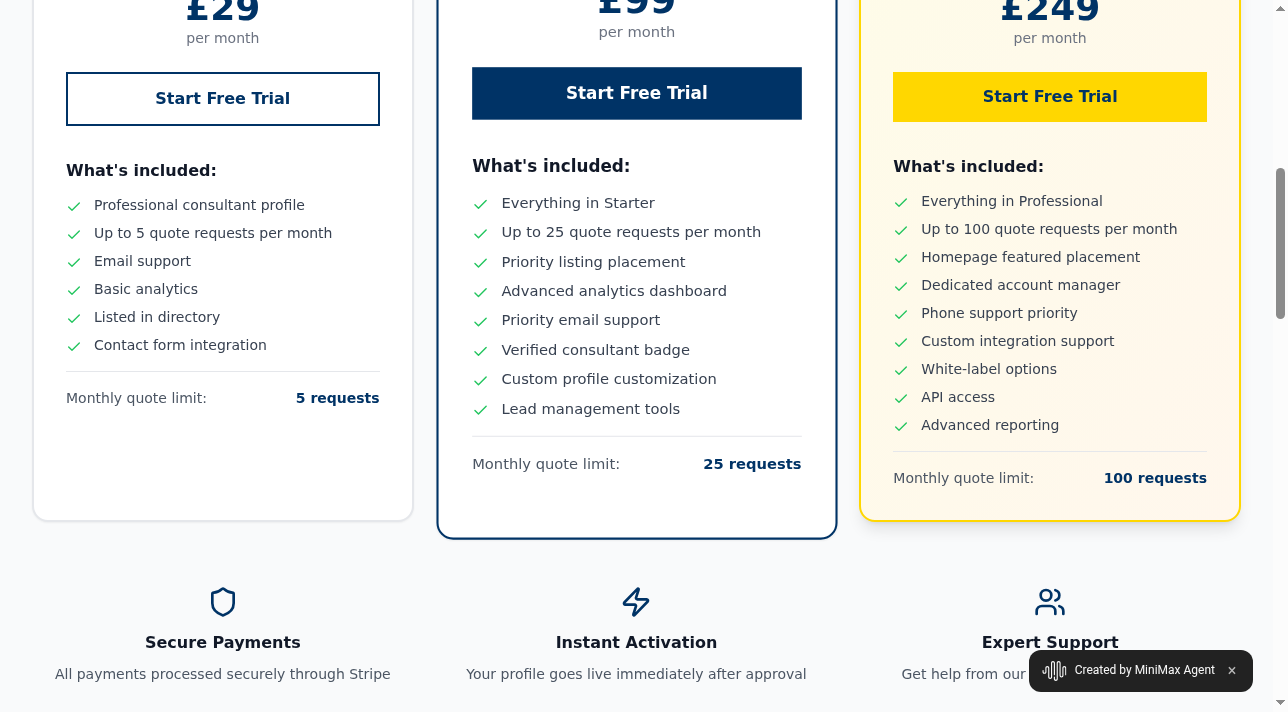 £29
per month
Start Free Trial
What's included:
Professional consultant profile
Up to 5 quote requests per month
Email support
Basic analytics
Listed in directory
Contact form integration
Monthly quote limit: 5 requests
£99
per month
Start Free Trial
What's included:
Everything in Starter
Up to 25 quote requests per month
Priority listing placement
Advanced analytics dashboard
Priority email support
Verified consultant badge
Custom profile customization
Lead management tools
Monthly quote limit: 25 requests
£249
per month
Start Free Trial
What's included:
Everything in Professional
Up to 100 quote requests per month
Homepage featured placement
Dedicated account manager
Phone support priority
Custom integration support
White-label options
API access
Advanced reporting
Monthly quote limit: 100 requests
Secure Payments
All payments processed securely through Stripe
Instant Activation
Your profile goes live immediately after approval
Expert Support
Get help from our
Created by MiniMax Agent